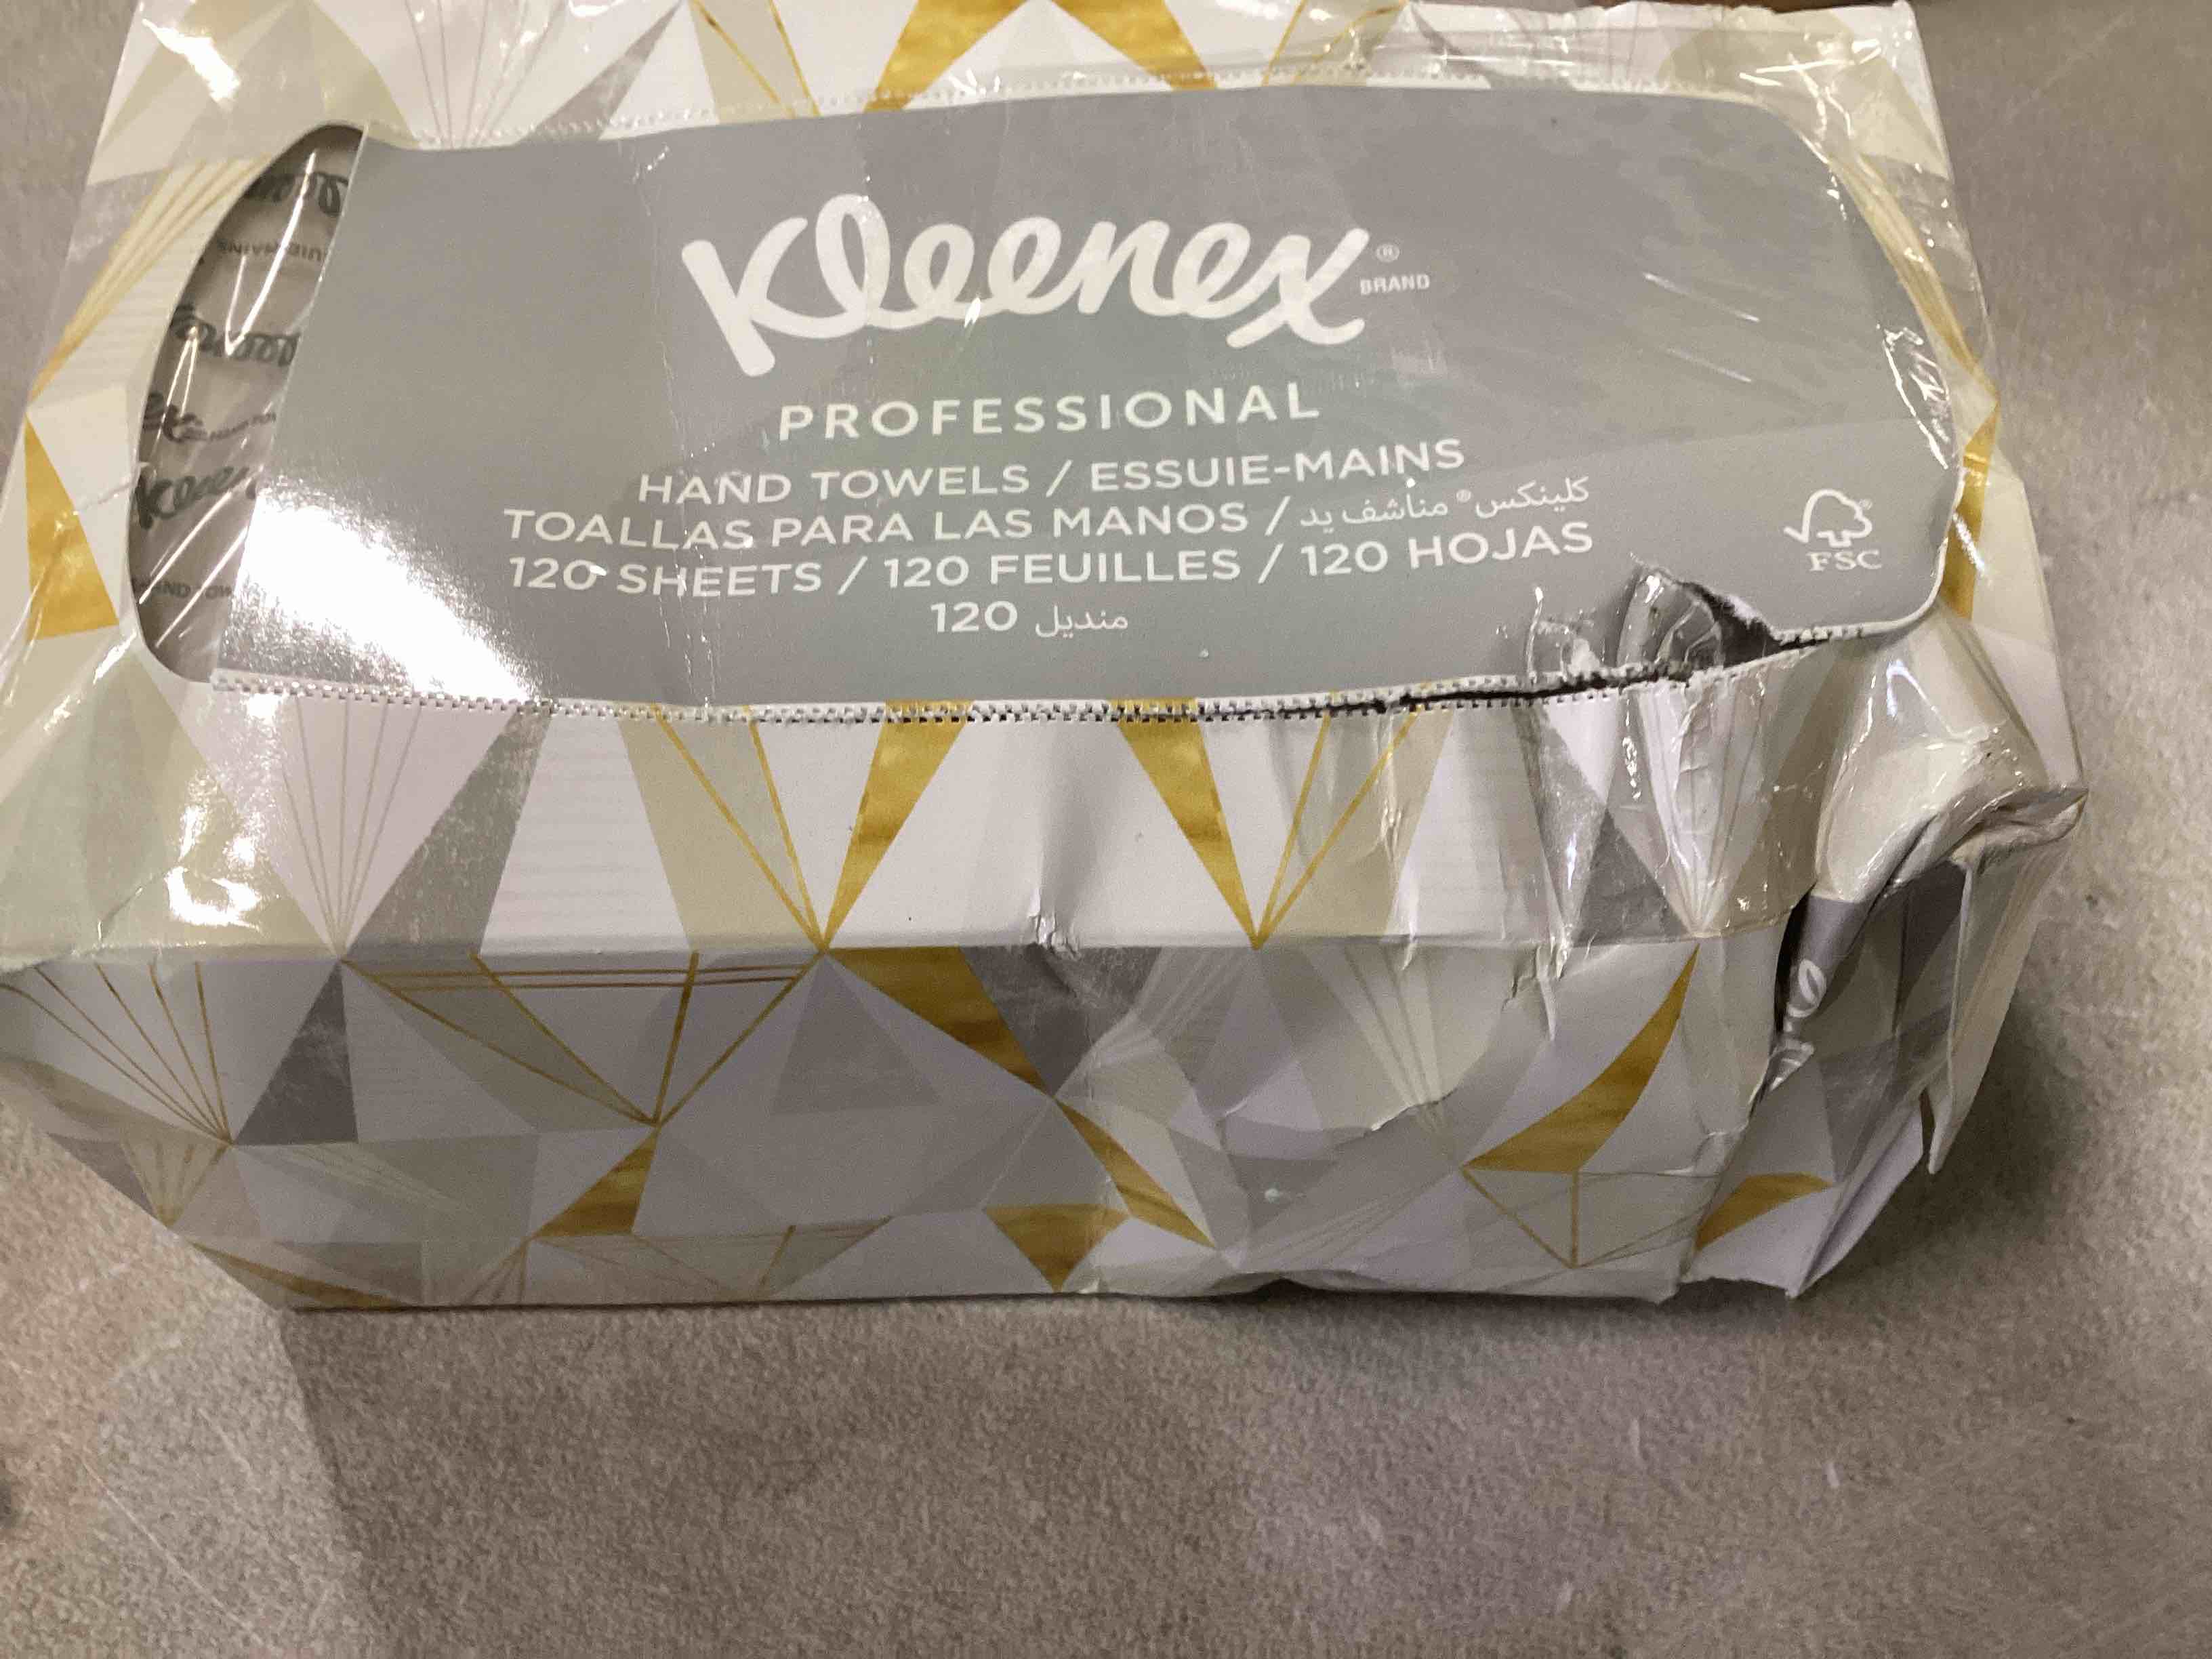 Kleenex® BRAND
PROFESSIONAL
HAND TOWELS / ESSUIE-MAINS
TOALLAS PARA LAS MANOS / كلينكس® مناشف يد
120 SHEETS / 120 FEUILLES / 120 HOJAS
120 منديل
FSC